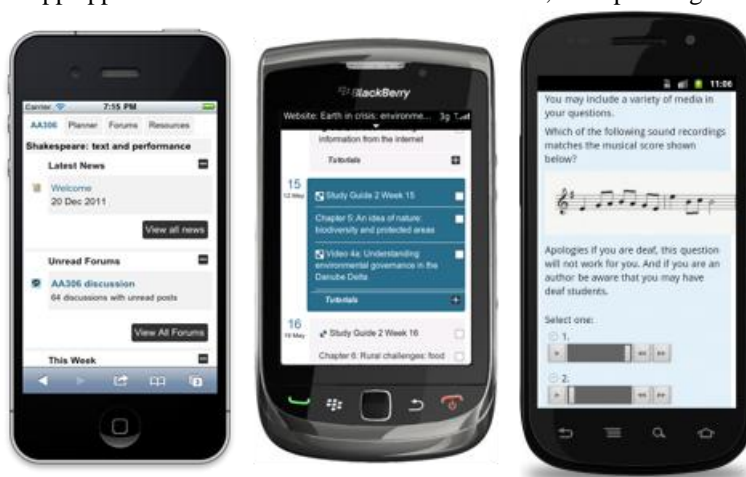 Carrier 7:15 PM
AA306 Planner Forums Resources
Shakespeare: text and performance
Latest News
Welcome
20 Dec 2011
View all news
Unread Forums
AA306 discussion
64 discussions with unread posts
View All Forums
This Week
BlackBerry
Website: Earth in crisis: environme... 3g
information from the internet
Tutorials
15
12 May
Study Guide 2 Week 15
Chapter 5: An idea of nature:
biodiversity and protected areas
Video 4a: Understanding
environmental governance in the
Danube Delta
Tutorials
16
19 May
Study Guide 2 Week 16
Chapter 6: Rural challenges: food
11:06
You may include a variety of media in
your questions.
Which of the following sound recordings
matches the musical score shown
below?
Apologies if you are deaf, this question
will not work for you. And if you are an
author be aware that you may have
deaf students.
Select one:
1.
2.